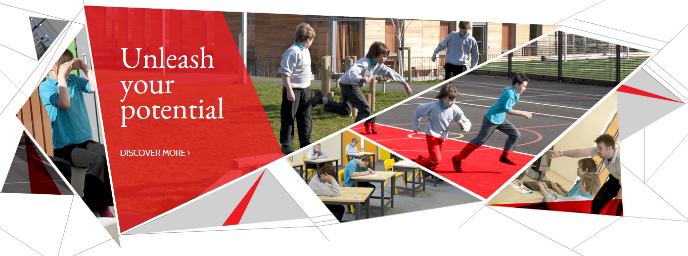 Unleash
your
potential
DISCOVER MORE ›